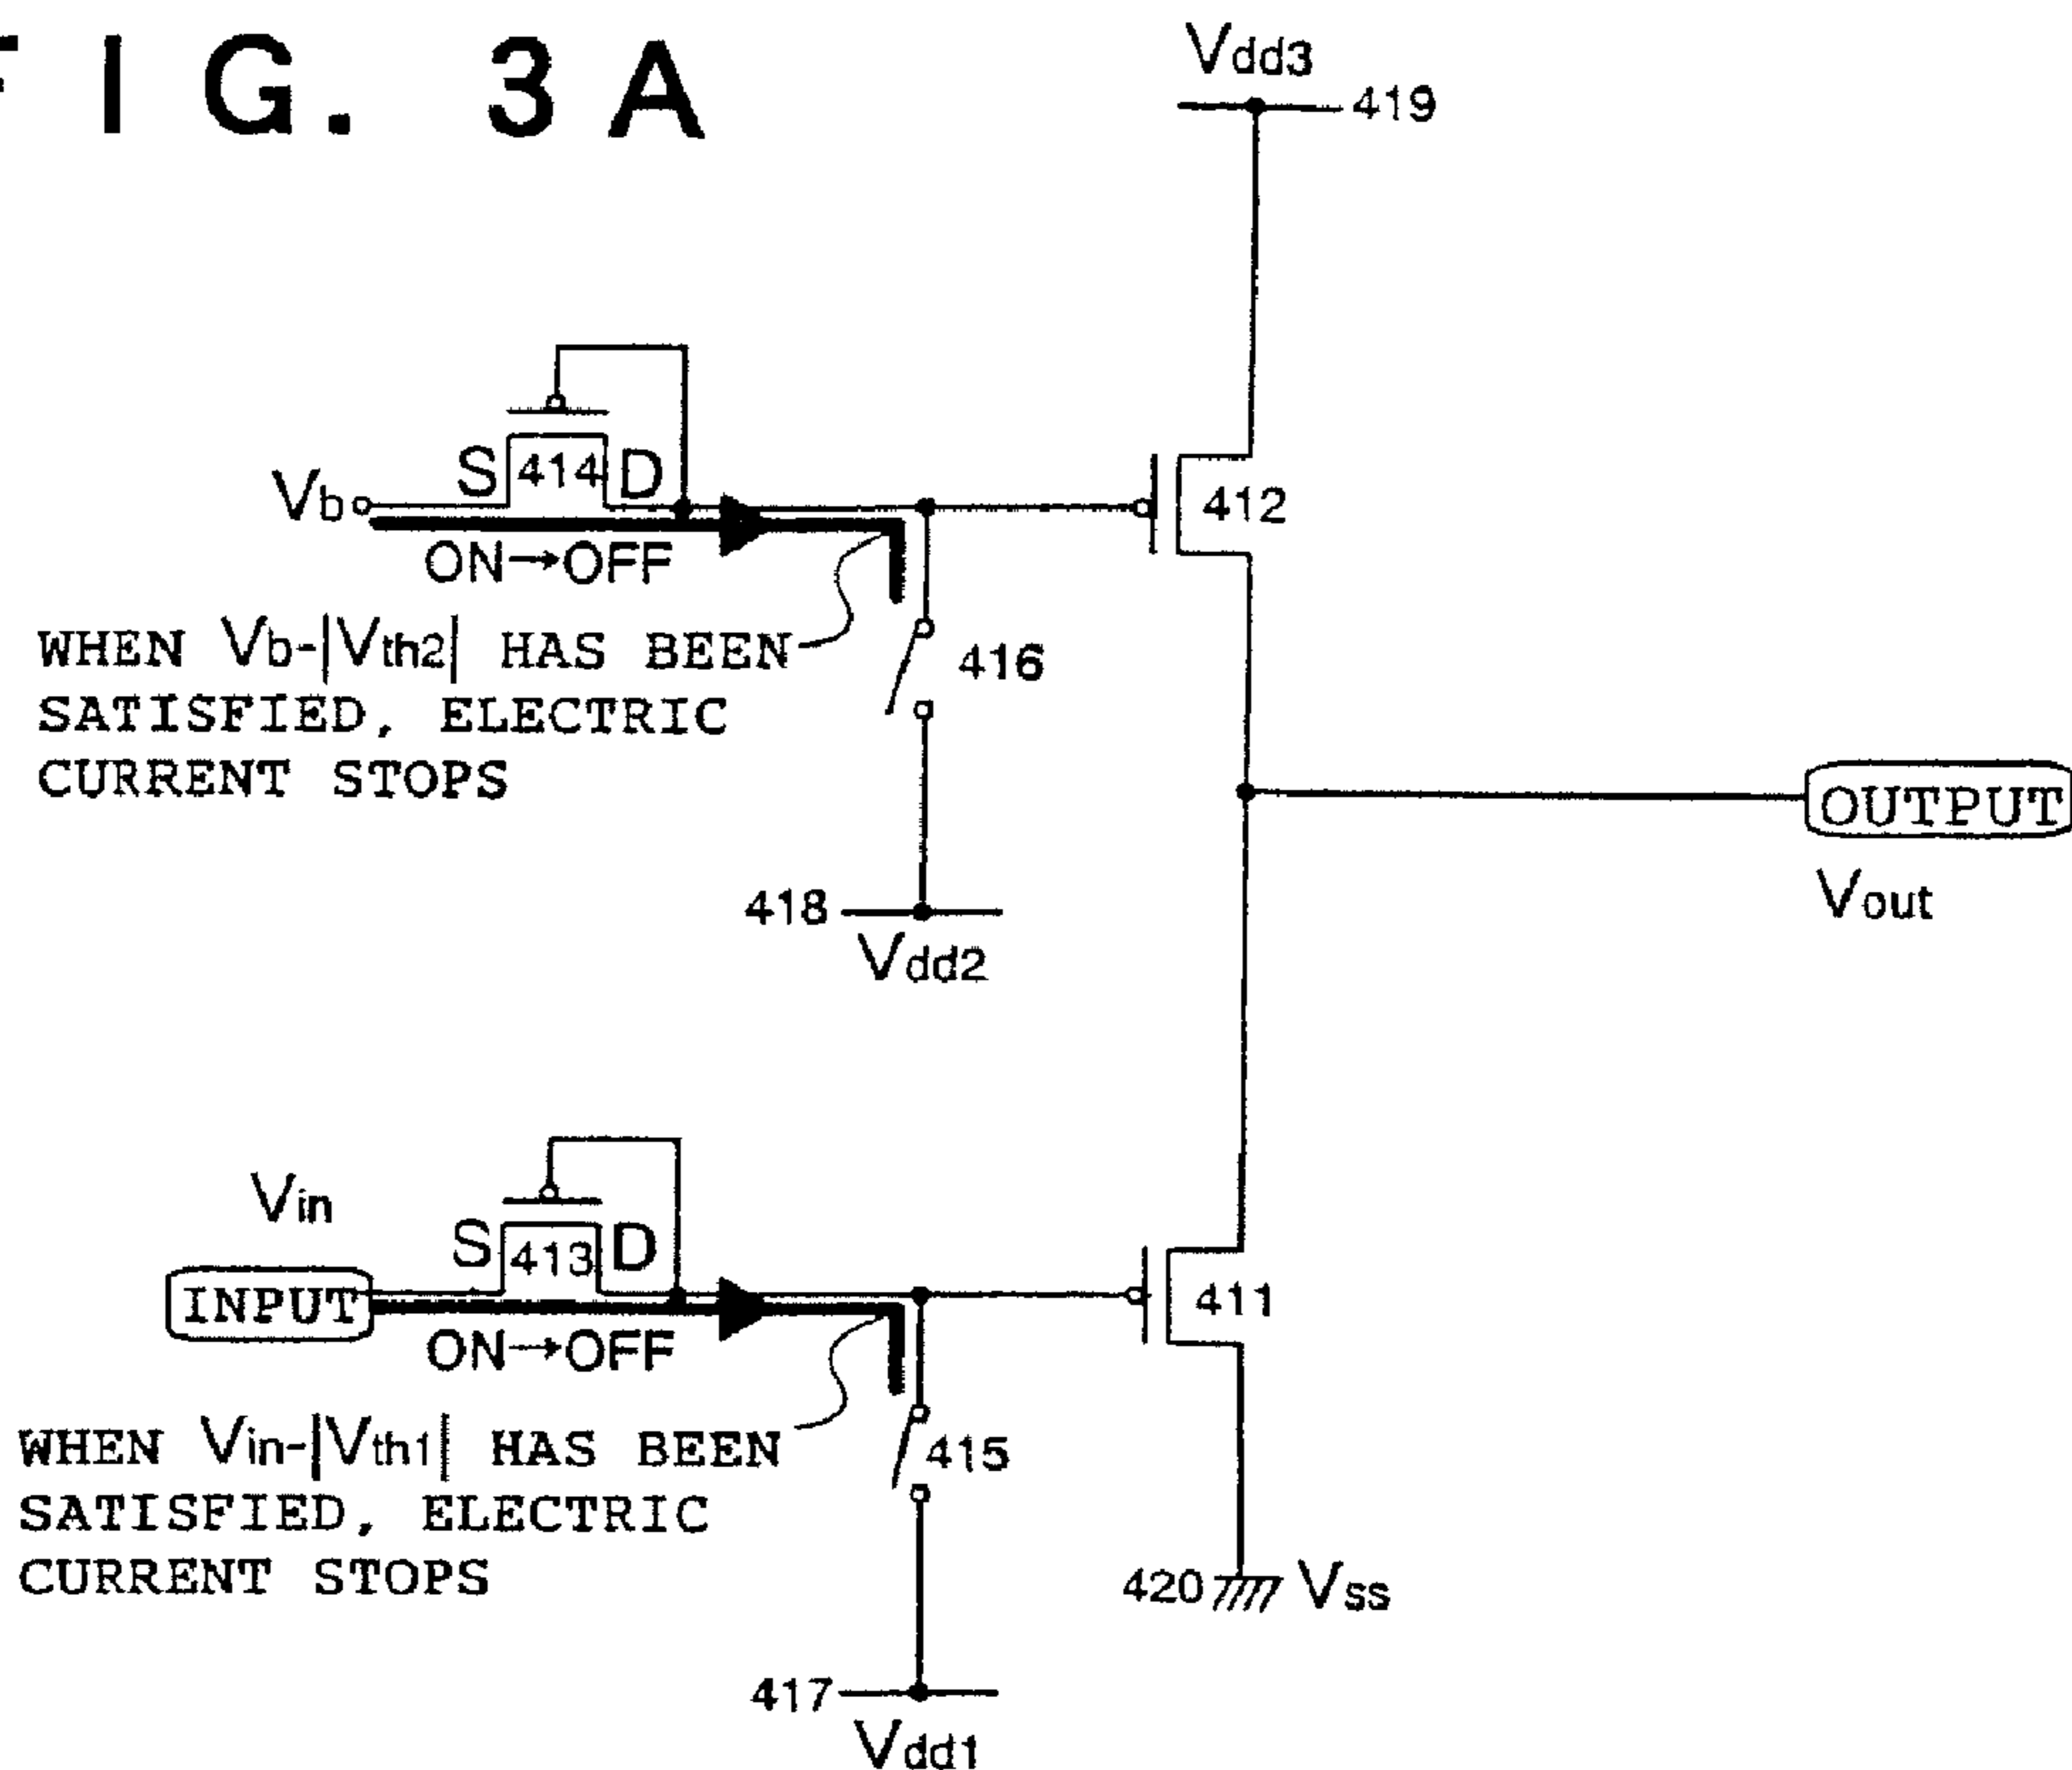 FIG. 3A
Vdd3
419
S 414 D
412
Vb
ON→OFF
WHEN Vb-|Vth2| HAS BEEN
SATISFIED, ELECTRIC
CURRENT STOPS
416
OUTPUT
Vout
418
Vdd2
Vin
S 413 D
INPUT
411
ON→OFF
WHEN Vin-|Vth1| HAS BEEN
SATISFIED, ELECTRIC
CURRENT STOPS
415
420 Vss
417
Vdd1